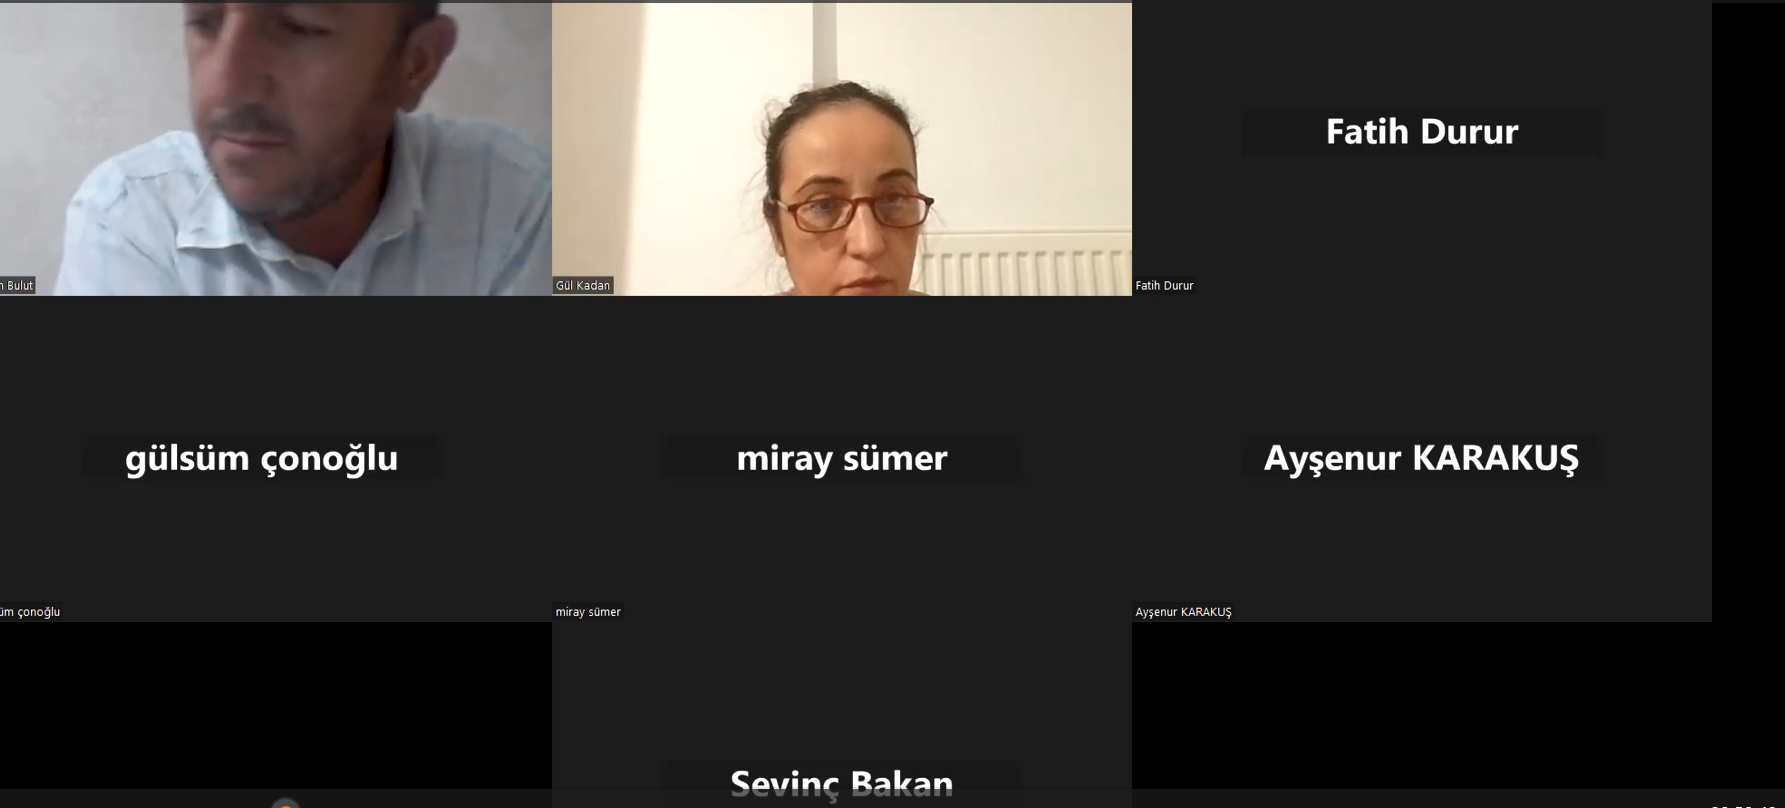 Fatih Durur
n Bulut
Gül Kadan
Fatih Durur
gülsüm çonoğlu
miray sümer
Ayşenur KARAKUŞ
üm çonoğlu
miray sümer
Ayşenur KARAKUŞ
Sevinç Bakan